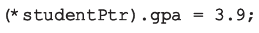 (*studentPtr).gpa = 3.9;